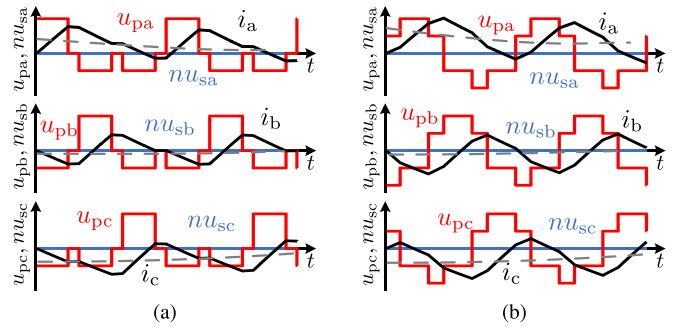 u_pa, nu_sa
u_pa
i_a
nu_sa
t
u_pa, nu_sa
u_pa
i_a
nu_sa
t
u_pb, nu_sb
u_pb
nu_sb
i_b
t
u_pb, nu_sb
u_pb
nu_sb
i_b
t
u_pc, nu_sc
u_pc
nu_sc
i_c
t
u_pc, nu_sc
u_pc
nu_sc
i_c
t
(a)
(b)